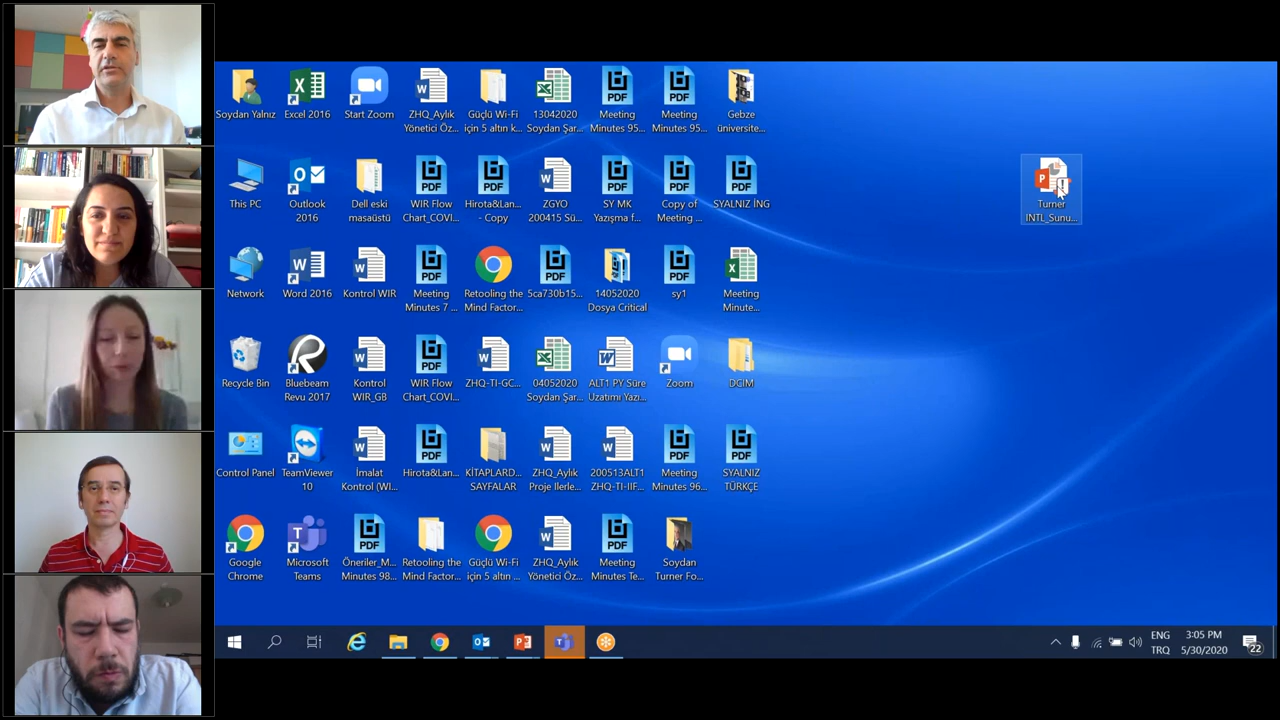 Soydan Yalnız
Excel 2016
Start Zoom
ZHQ_Aylık
Yönetici Öz...
Güçlü Wi-Fi
için 5 altın k...
13042020
Soydan Şar...
Meeting
Minutes 95...
Meeting
Minutes 95...
Gebze
üniversite...
This PC
Outlook
2016
Dell eski
masaüstü
WIR Flow
Chart_COVI...
Hirota&Lan...
- Copy
ZGYO
200415 Sü...
SY MK
Yazışma f...
Copy of
Meeting ...
SYALNIZ İNG
Turner
INTL_Sunu...
Network
Word 2016
Kontrol WIR
Meeting
Minutes 7 ...
Retooling the
Mind Factor...
5ca730b15...
14052020
Dosya Critical
sy1
Meeting
Minute...
Recycle Bin
Bluebeam
Revu 2017
Kontrol
WIR_GB
WIR Flow
Chart_COVI...
ZHQ-TI-GC...
04052020
Soydan Şar...
ALT1 PY Süre
Uzatımı Yazı...
Zoom
DCIM
Control Panel
TeamViewer
10
İmalat
Kontrol (WI...
Hirota&Lan...
KİTAPLARD...
SAYFALAR
ZHQ_Aylık
Proje Ilerle...
200513ALT1
ZHQ-TI-IIF...
Meeting
Minutes 96...
SYALNIZ
TÜRKÇE
Google
Chrome
Microsoft
Teams
Öneriler_M...
Minutes 98...
Retooling the
Mind Factor...
Güçlü Wi-Fi
için 5 altın ...
ZHQ_Aylık
Yönetici Öz...
Meeting
Minutes Te...
Soydan
Turner Fo...
ENG
TRQ
3:05 PM
5/30/2020
22